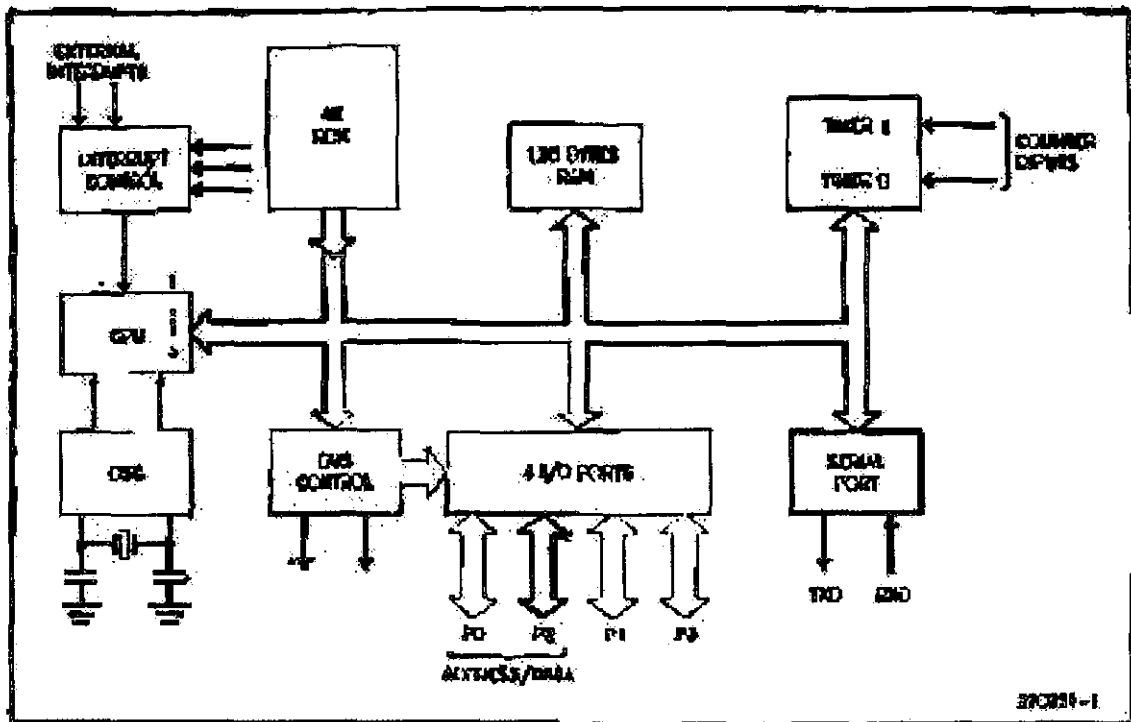 EXTERNAL
INTERRUPTS
INTERRUPT
CONTROL
4K
ROM
128 BYTES
RAM
TIMER 1
TIMER 0
COUNTER
INPUTS
CPU
OSC
BUS
CONTROL
4 I/O PORTS
SERIAL
PORT
TXD RXD
P0 P2 P1 P3
ADDRESS/DATA